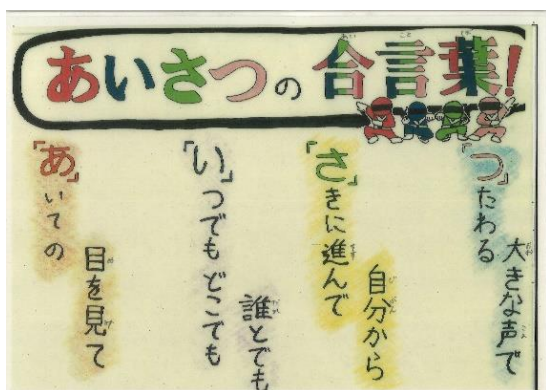 あいさつの合言葉!
「あ」いての
目を見て
「い」つでもどこでも
誰とでも
「さ」きに進んで
自分から
「つ」たわる
大きな声で